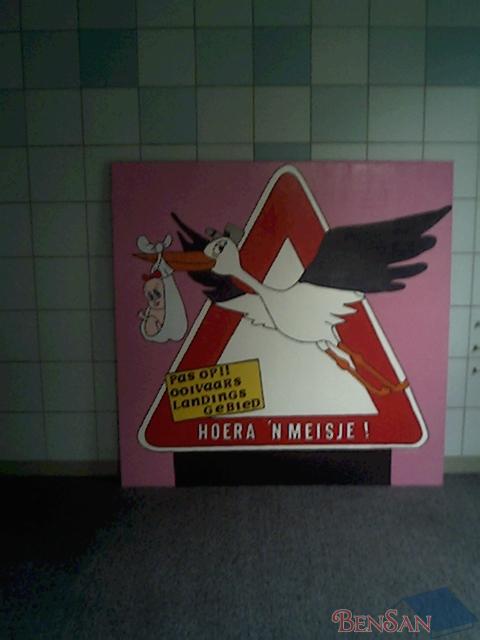 PAS OP!!
OOIVAARS
LANDINGS
GEBIED
HOERA 'N MEISJE!
BENSAN